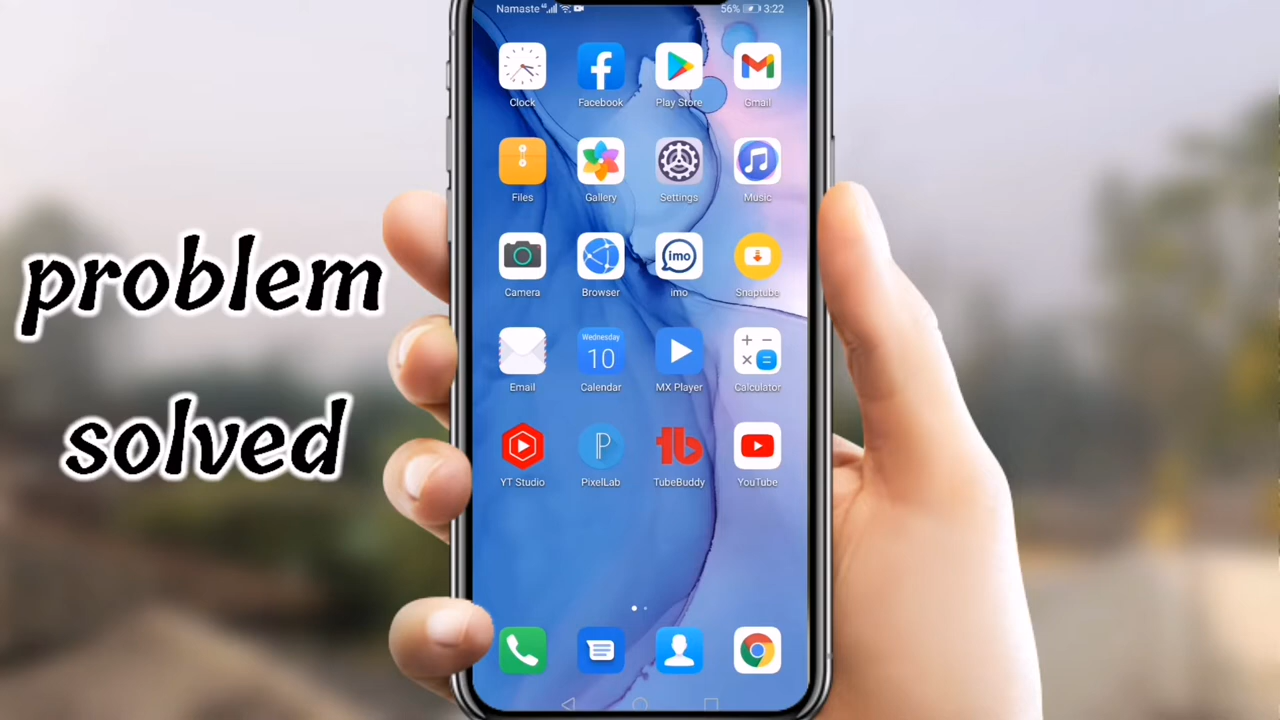 Namaste 56% 3:22
Clock Facebook Play Store Gmail
Files Gallery Settings Music
imo
Camera Browser imo Snaptube
Wednesday
10
Email Calendar MX Player Calculator
YT Studio PixelLab TubeBuddy YouTube
problem
solved